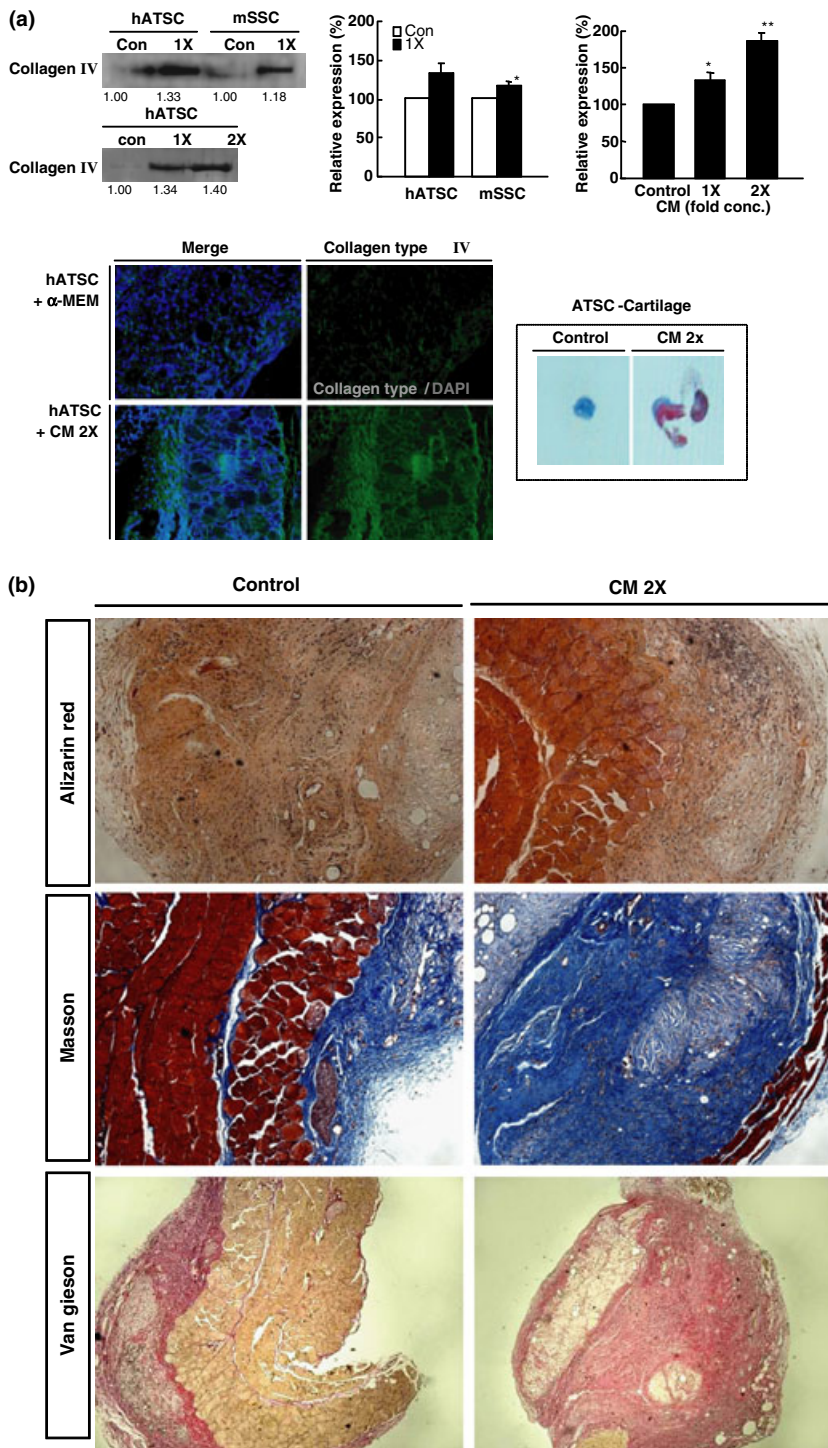 (a)
hATSC mSSC
Con 1X Con 1X
Collagen IV
1.00 1.33 1.00 1.18
hATSC
con 1X 2X
Collagen IV
1.00 1.34 1.40
Relative expression (%)
200
150
100
50
0
Con
1X
*
hATSC mSSC
Relative expression (%)
200
150
100
50
0
*
**
Control 1X 2X
CM (fold conc.)
Merge Collagen type IV
hATSC
+ α-MEM
Collagen type /DAPI
hATSC
+ CM 2X
ATSC -Cartilage
Control CM 2x
(b)
Control CM 2X
Alizarin red
Masson
Van gieson